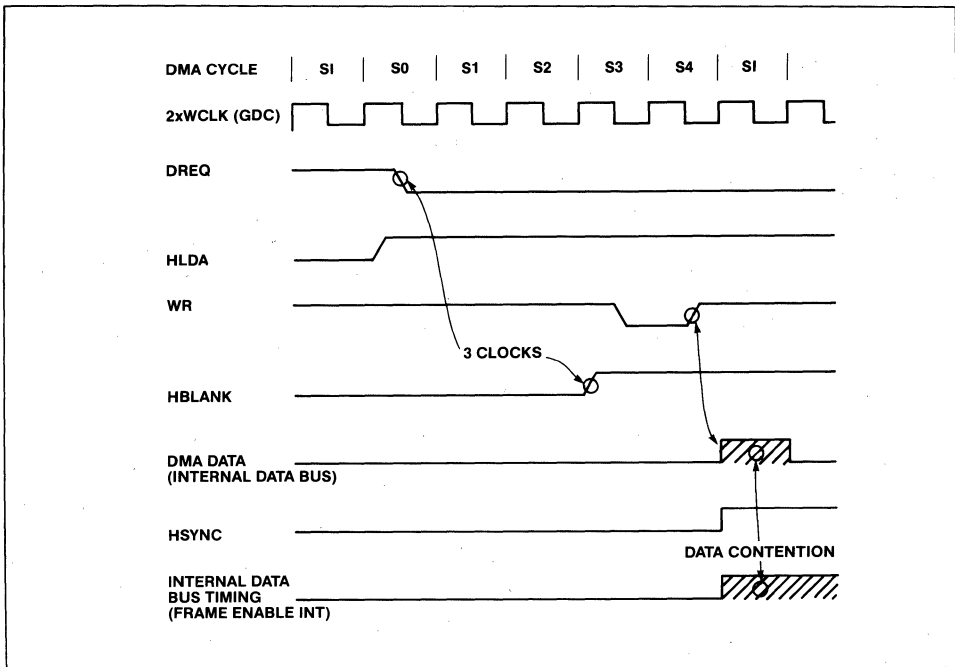 DMA CYCLE SI S0 S1 S2 S3 S4 SI
2xWCLK (GDC)
DREQ
HLDA
WR
3 CLOCKS
HBLANK
DMA DATA
(INTERNAL DATA BUS)
HSYNC
DATA CONTENTION
INTERNAL DATA
BUS TIMING
(FRAME ENABLE INT)